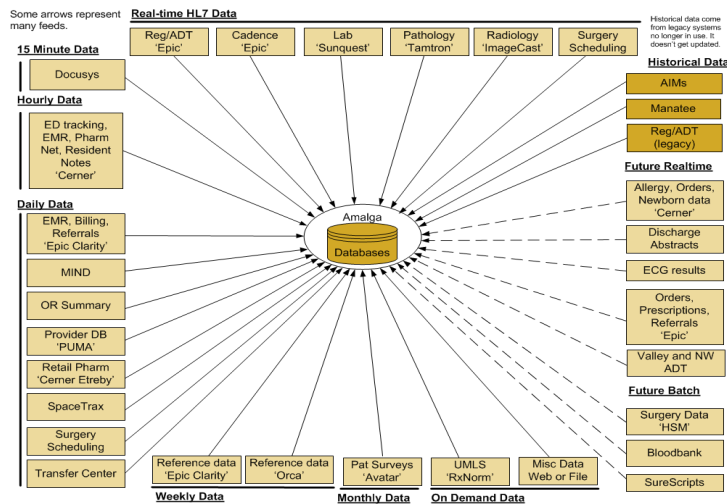 Some arrows represent
many feeds.
Real-time HL7 Data
Historical data come
from legacy systems
no longer in use. It
doesn't get updated.
Reg/ADT
'Epic'
Cadence
'Epic'
Lab
'Sunquest'
Pathology
'Tamtron'
Radiology
'ImageCast'
Surgery
Scheduling
15 Minute Data
Docusys
Hourly Data
ED tracking,
EMR, Pharm
Net, Resident
Notes
'Cerner'
Daily Data
EMR, Billing,
Referrals
'Epic Clarity'
MIND
OR Summary
Provider DB
'PUMA'
Retail Pharm
'Cerner Etreby'
SpaceTrax
Surgery
Scheduling
Transfer Center
Amalga
Databases
Historical Data
AIMs
Manatee
Reg/ADT
(legacy)
Future Realtime
Allergy, Orders,
Newborn data
'Cerner'
Discharge
Abstracts
ECG results
Orders,
Prescriptions,
Referrals
'Epic'
Valley and NW
ADT
Future Batch
Surgery Data
'HSM'
Bloodbank
SureScripts
Reference data
'Epic Clarity'
Reference data
'Orca'
Weekly Data
Pat Surveys
'Avatar'
Monthly Data
UMLS
'RxNorm'
Misc Data
Web or File
On Demand Data